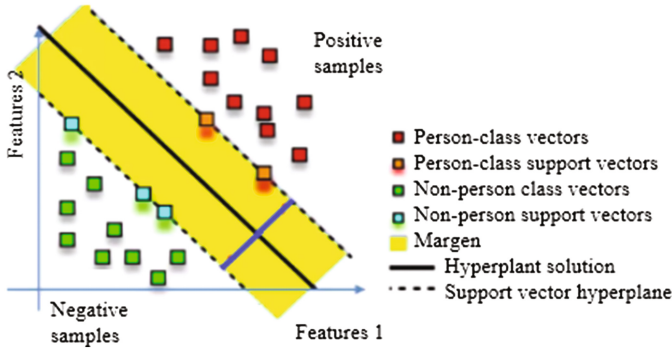 Features 2
Positive
samples
Person-class vectors
Person-class support vectors
Non-person class vectors
Non-person support vectors
Margen
Hyperplant solution
Support vector hyperplane
Negative
samples
Features 1